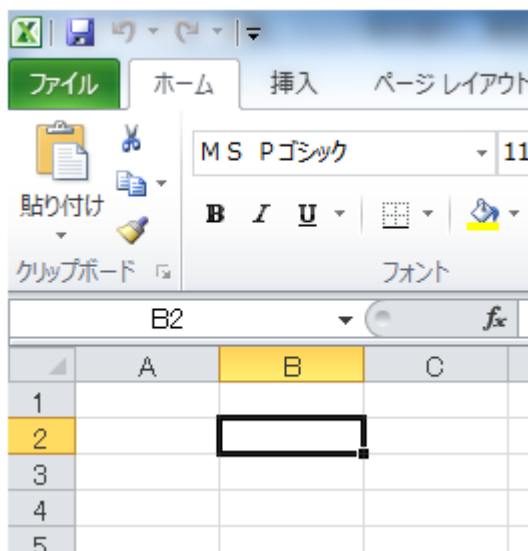 ファイル ホーム 挿入 ページ レイアウト
MS Pゴシック 11
貼り付け B I U
クリップボード フォント
B2 fx
A B C
1
2
3
4
5